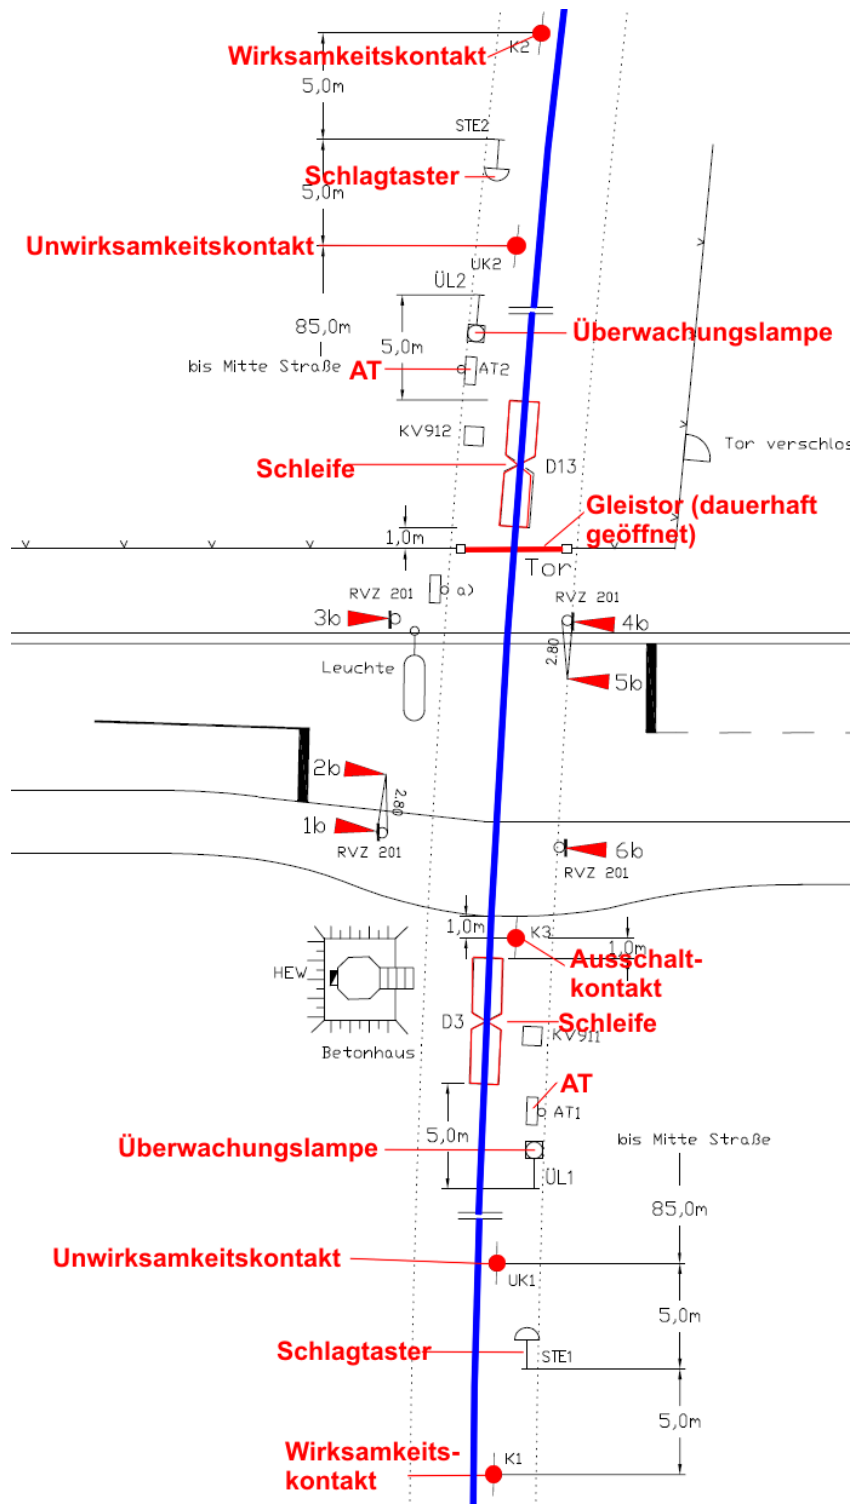 K2
Wirksamkeitskontakt
5,0m
STE2
Schlagtaster
5,0m
Unwirksamkeitskontakt
UK2
ÜL2
85,0m
Überwachungslampe
5,0m
bis Mitte Straße
AT
AT2
KV912
Tor verschlos
Schleife
D13
Gleistor (dauerhaft
geöffnet)
1,0m
Tor
RVZ 201
a)
RVZ 201
3b
4b
2.80
Leuchte
5b
2b
2.80
1b
RVZ 201
6b
RVZ 201
1,0m
K3
1,0m
Ausschalt-
kontakt
HEW
D3
Schleife
KV911
Betonhaus
AT
AT1
5,0m
bis Mitte Straße
Überwachungslampe
ÜL1
85,0m
Unwirksamkeitskontakt
UK1
5,0m
Schlagtaster
STE1
5,0m
Wirksamkeits-
kontakt
K1